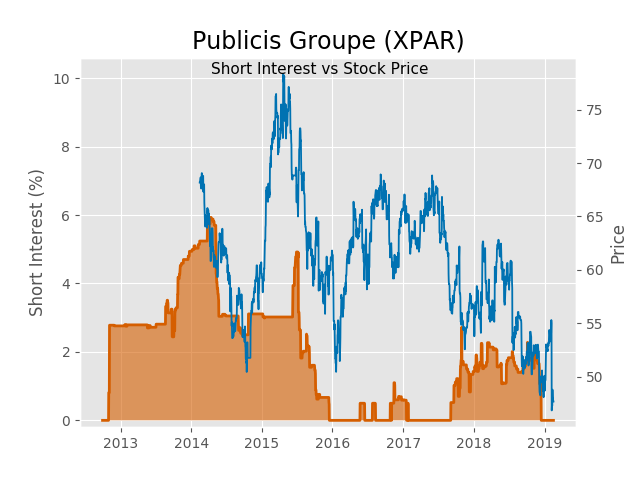 Publicis Groupe (XPAR)
Short Interest vs Stock Price
Short Interest (%)
10
8
6
4
2
0
75
70
65
60
55
50
Price
2013 2014 2015 2016 2017 2018 2019